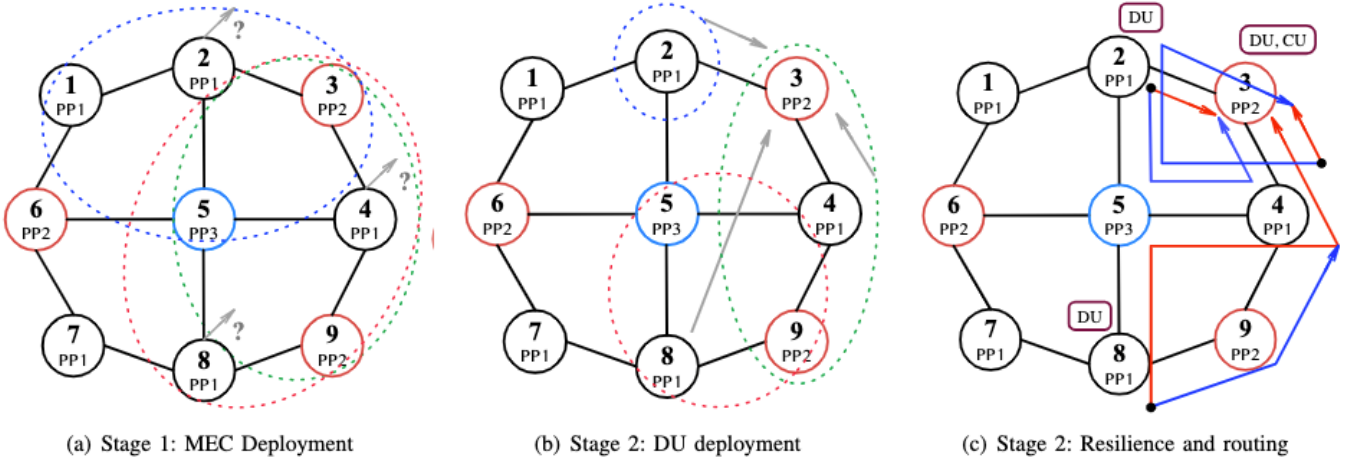 1
PP1
2
PP1
3
PP2
4
PP1
5
PP3
6
PP2
7
PP1
8
PP1
9
PP2
?
?
?
(a) Stage 1: MEC Deployment
1
PP1
2
PP1
3
PP2
4
PP1
5
PP3
6
PP2
7
PP1
8
PP1
9
PP2
(b) Stage 2: DU deployment
DU
DU, CU
1
PP1
2
PP1
3
PP2
4
PP1
5
PP3
6
PP2
7
PP1
DU
8
PP1
9
PP2
(c) Stage 2: Resilience and routing